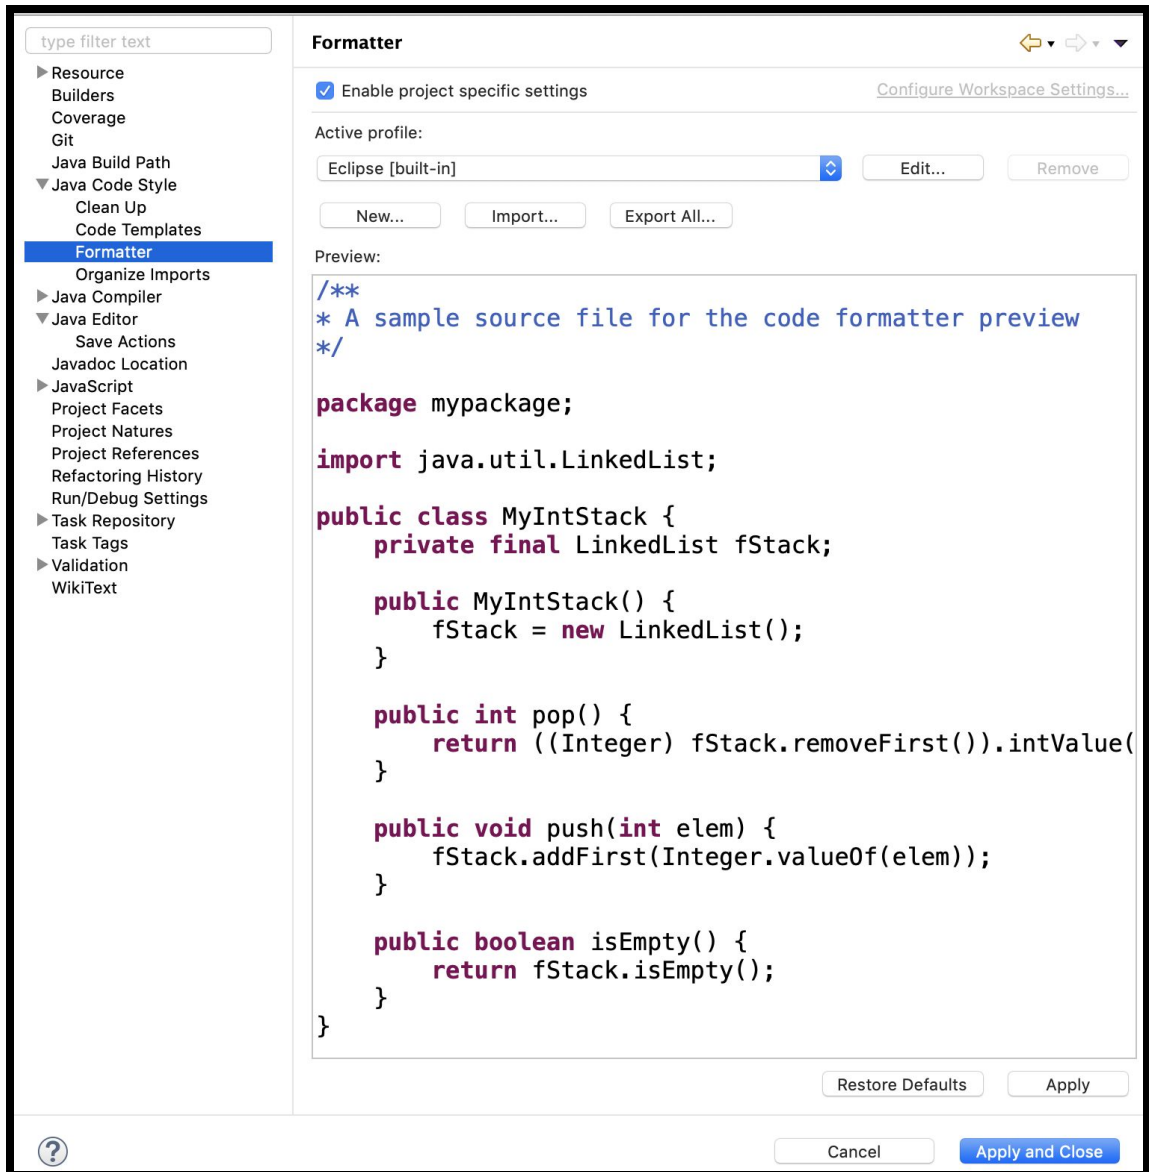 type filter text
Resource
Builders
Coverage
Git
Java Build Path
Java Code Style
Clean Up
Code Templates
Formatter
Organize Imports
Java Compiler
Java Editor
Save Actions
Javadoc Location
JavaScript
Project Facets
Project Natures
Project References
Refactoring History
Run/Debug Settings
Task Repository
Task Tags
Validation
WikiText
Formatter
Enable project specific settings
Configure Workspace Settings...
Active profile:
Eclipse [built-in]
Edit...
Remove
New...
Import...
Export All...
Preview:
/**
* A sample source file for the code formatter preview
*/
package mypackage;
import java.util.LinkedList;
public class MyIntStack {
    private final LinkedList fStack;
    public MyIntStack() {
        fStack = new LinkedList();
    }
    public int pop() {
        return ((Integer) fStack.removeFirst()).intValue(
    }
    public void push(int elem) {
        fStack.addFirst(Integer.valueOf(elem));
    }
    public boolean isEmpty() {
        return fStack.isEmpty();
    }
}
Restore Defaults
Apply
?
Cancel
Apply and Close